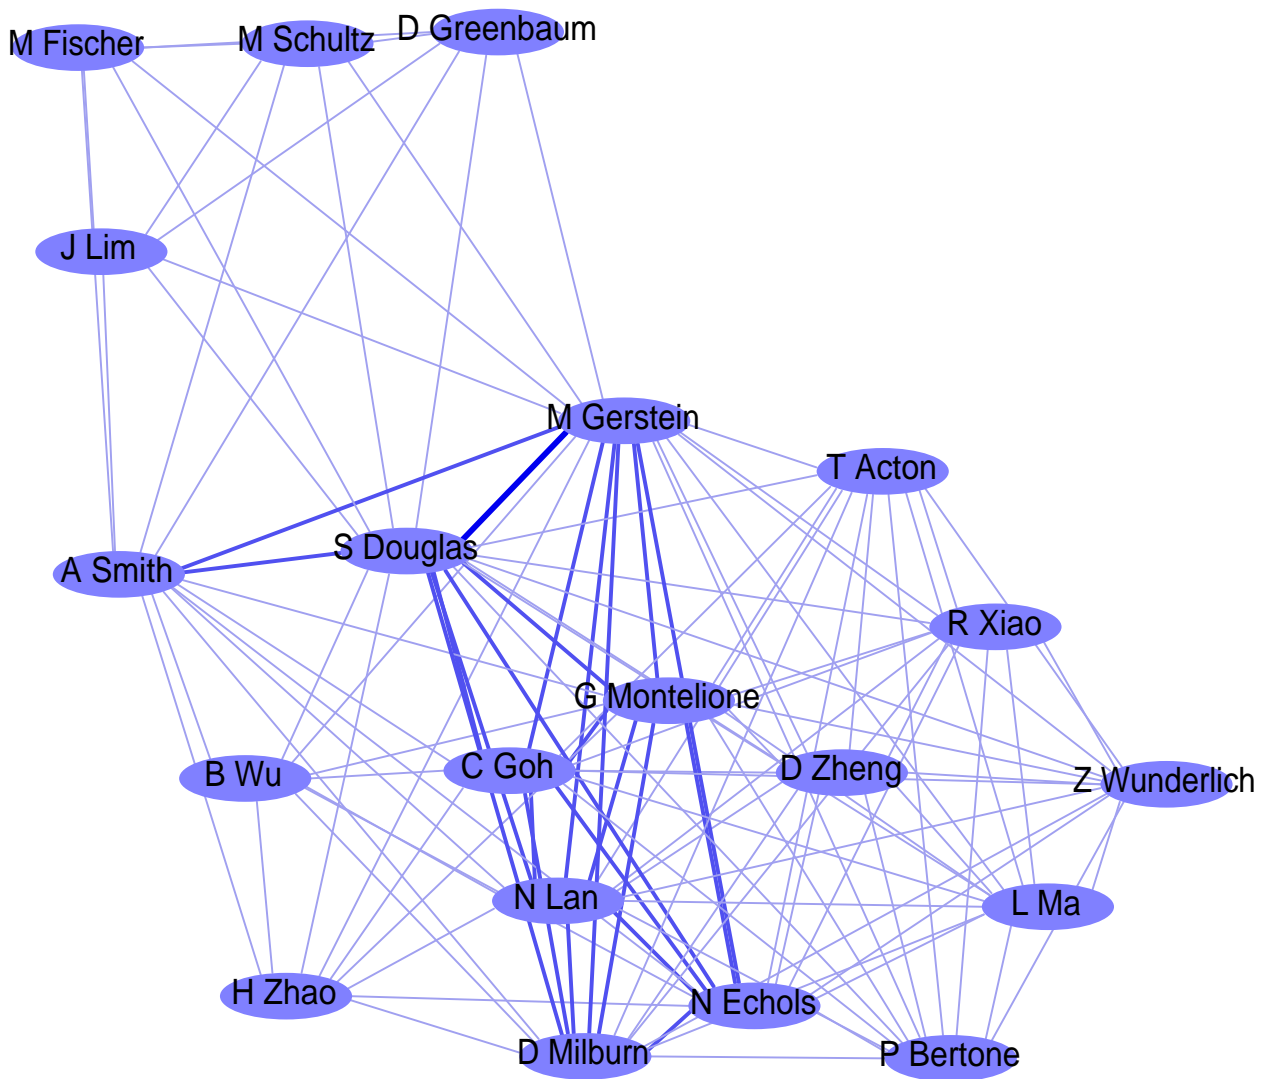 M Fischer
M Schultz
D Greenbaum
J Lim
M Gerstein
T Acton
S Douglas
A Smith
R Xiao
G Montelione
B Wu
C Goh
D Zheng
Z Wunderlich
N Lan
L Ma
H Zhao
N Echols
D Milburn
P Bertone